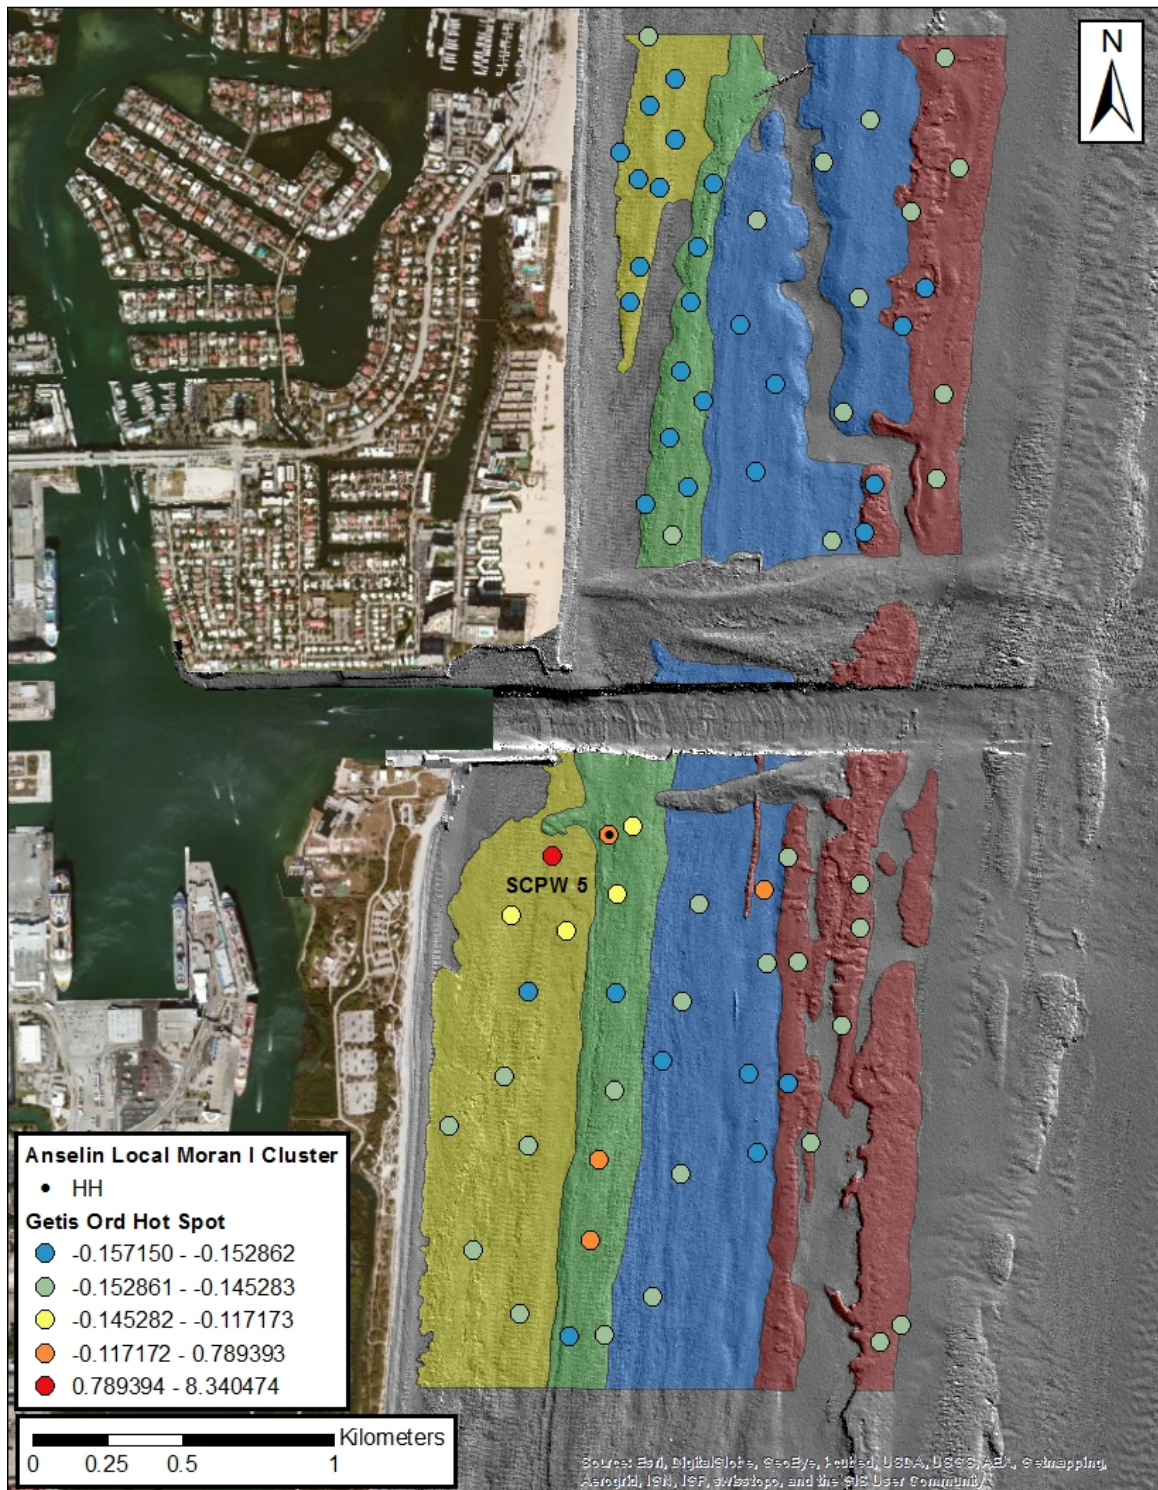 N
SCPW 5
Anselin Local Moran I Cluster
HH
Getis Ord Hot Spot
-0.157150 - -0.152862
-0.152861 - -0.145283
-0.145282 - -0.117173
-0.117172 - 0.789393
0.789394 - 8.340474
Kilometers
0 0.25 0.5 1
Source: Esri, DigitalGlobe, GeoEye, i-cubed, USDA, USGS, AEX, Getmapping,
Aerogrid, IGN, IGP, swisstopo, and the GIS User Community